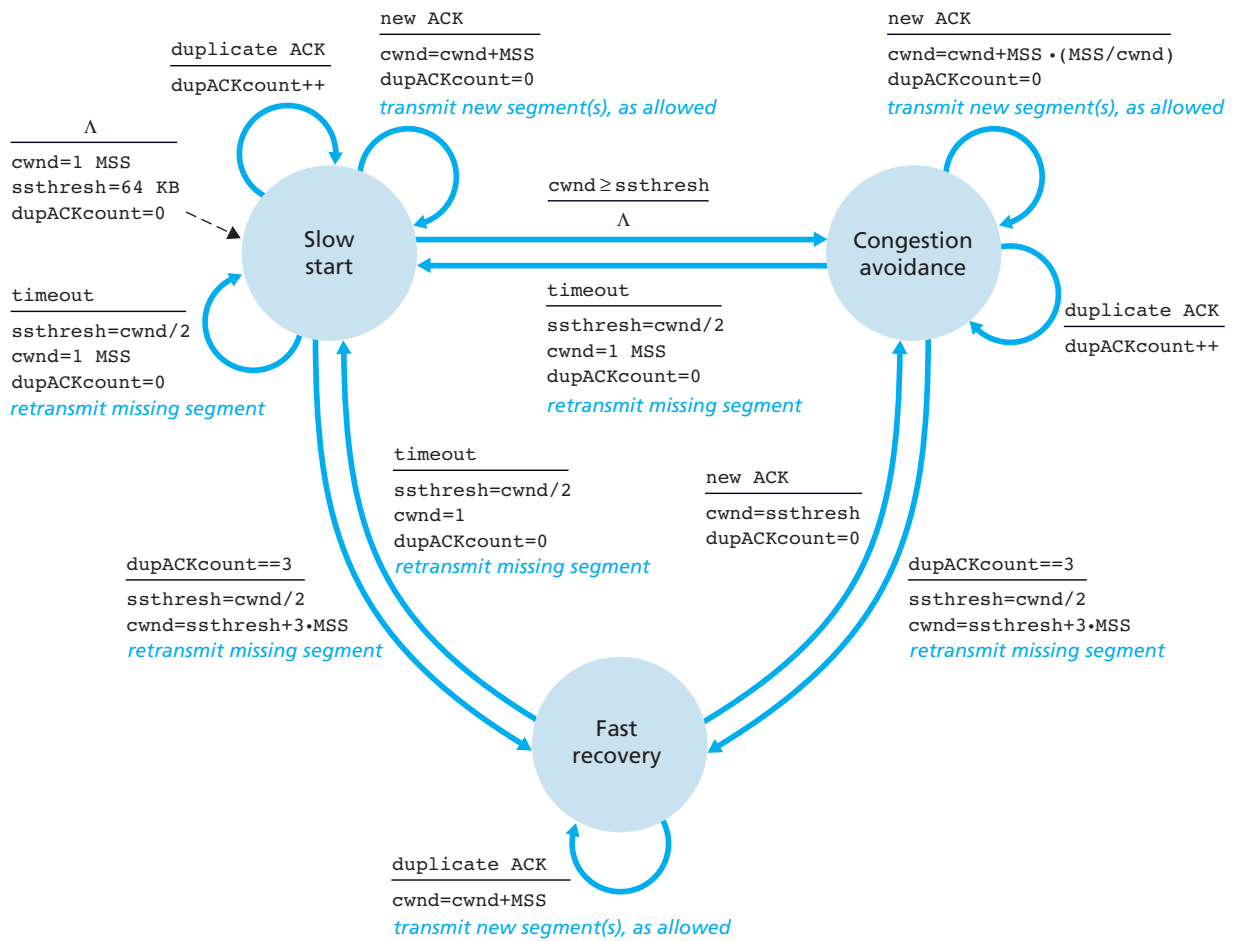 new ACK
cwnd=cwnd+MSS
dupACKcount=0
transmit new segment(s), as allowed
new ACK
cwnd=cwnd+MSS •(MSS/cwnd)
dupACKcount=0
transmit new segment(s), as allowed
duplicate ACK
dupACKcount++
Λ
cwnd=1 MSS
ssthresh=64 KB
dupACKcount=0
cwnd≥ssthresh
Λ
Slow
start
Congestion
avoidance
timeout
ssthresh=cwnd/2
cwnd=1 MSS
dupACKcount=0
retransmit missing segment
timeout
ssthresh=cwnd/2
cwnd=1 MSS
dupACKcount=0
retransmit missing segment
duplicate ACK
dupACKcount++
timeout
ssthresh=cwnd/2
cwnd=1
dupACKcount=0
retransmit missing segment
new ACK
cwnd=ssthresh
dupACKcount=0
dupACKcount==3
ssthresh=cwnd/2
cwnd=ssthresh+3•MSS
retransmit missing segment
dupACKcount==3
ssthresh=cwnd/2
cwnd=ssthresh+3•MSS
retransmit missing segment
Fast
recovery
duplicate ACK
cwnd=cwnd+MSS
transmit new segment(s), as allowed